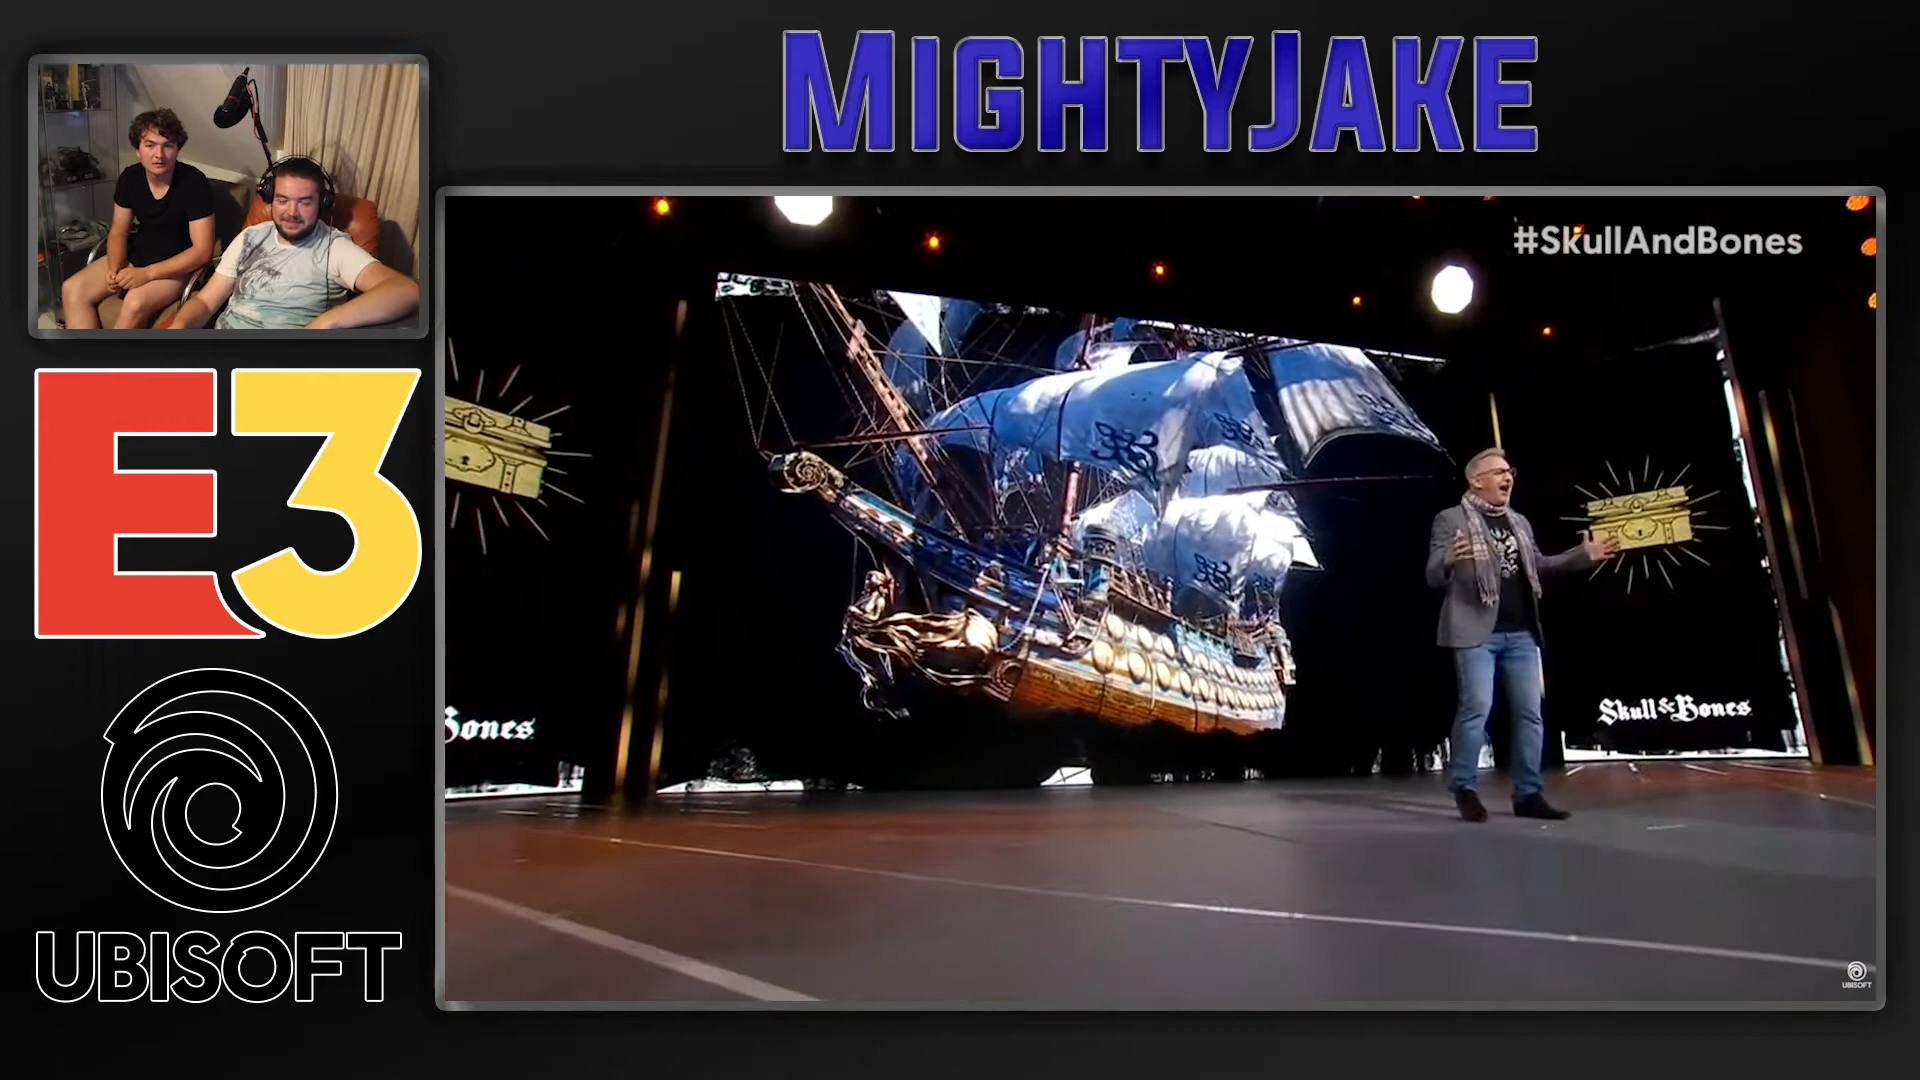 MIGHTYJAKE
#SkullAndBones
E3
Bones
Skull & Bones
UBISOFT
UBISOFT